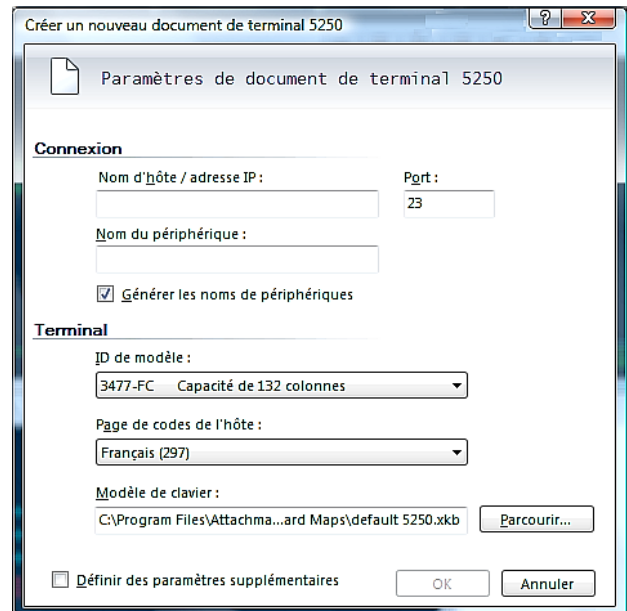 Créer un nouveau document de terminal 5250
Paramètres de document de terminal 5250
Connexion
Nom d'hôte / adresse IP :
Port :
23
Nom du périphérique :
Générer les noms de périphériques
Terminal
ID de modèle :
3477-FC Capacité de 132 colonnes
Page de codes de l'hôte :
Français (297)
Modèle de clavier :
C:\Program Files\Attachma...ard Maps\default 5250.xkb
Parcourir...
Définir des paramètres supplémentaires
OK
Annuler